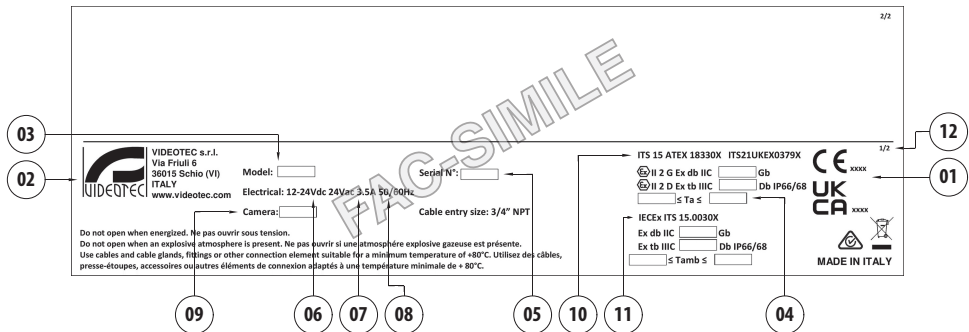 2/2
FAC-SIMILE
03
12
1/2
02
01
VIDEOTEC
VIDEOTEC s.r.l.
Via Friuli 6
36015 Schio (VI)
ITALY
www.videotec.com
Model:
Serial N°:
Electrical: 12-24Vdc 24Vac 3.5A 50/60Hz
Camera:
Cable entry size: 3/4” NPT
Do not open when energized. Ne pas ouvrir sous tension.
Do not open when an explosive atmosphere is present. Ne pas ouvrir si une atmosphére explosive gazeuse est présente.
Use cables and cable glands, fittings or other connection element suitable for a minimum temperature of +80°C. Utilisez des câbles,
presse-étoupes, accessoires ou autres éléments de connexion adaptés à une température minimale de + 80°C.
ITS 15 ATEX 18330X ITS21UKEX0379X
Ex II 2 G Ex db IIC Gb
Ex II 2 D Ex tb IIIC Db IP66/68
≤ Ta ≤
IECEx ITS 15.0030X
Ex db IIC Gb
Ex tb IIIC Db IP66/68
≤ Tamb ≤
CE xxxx
UK
CA xxxx
MADE IN ITALY
09
06
07
08
05
10
11
04